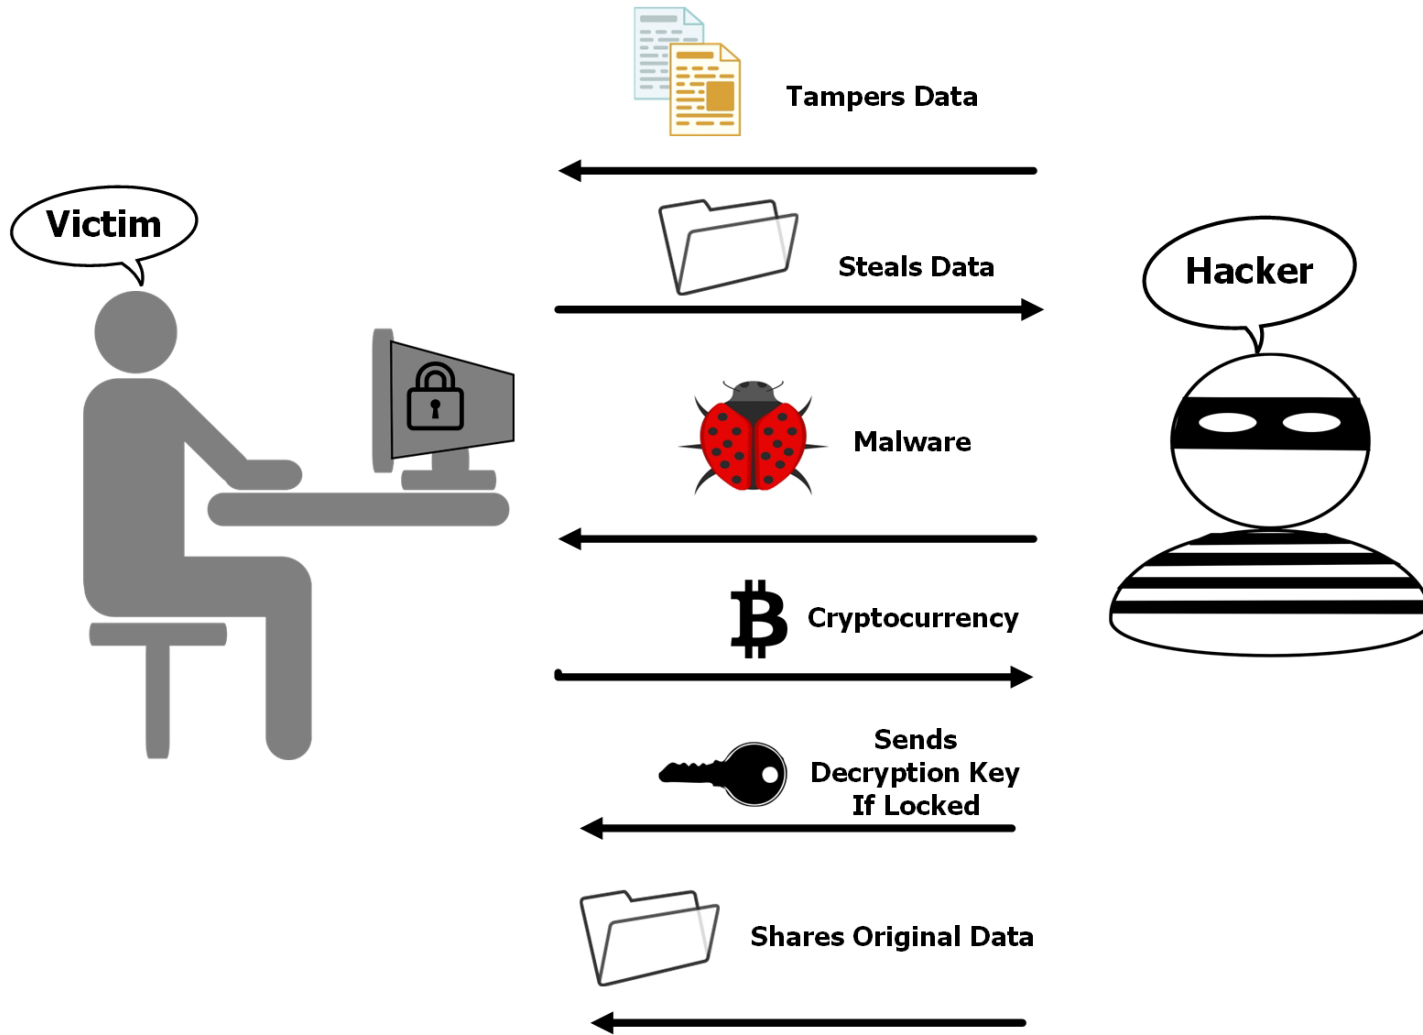 Tampers Data
Victim
Steals Data
Hacker
Malware
Cryptocurrency
Sends
Decryption Key
If Locked
Shares Original Data